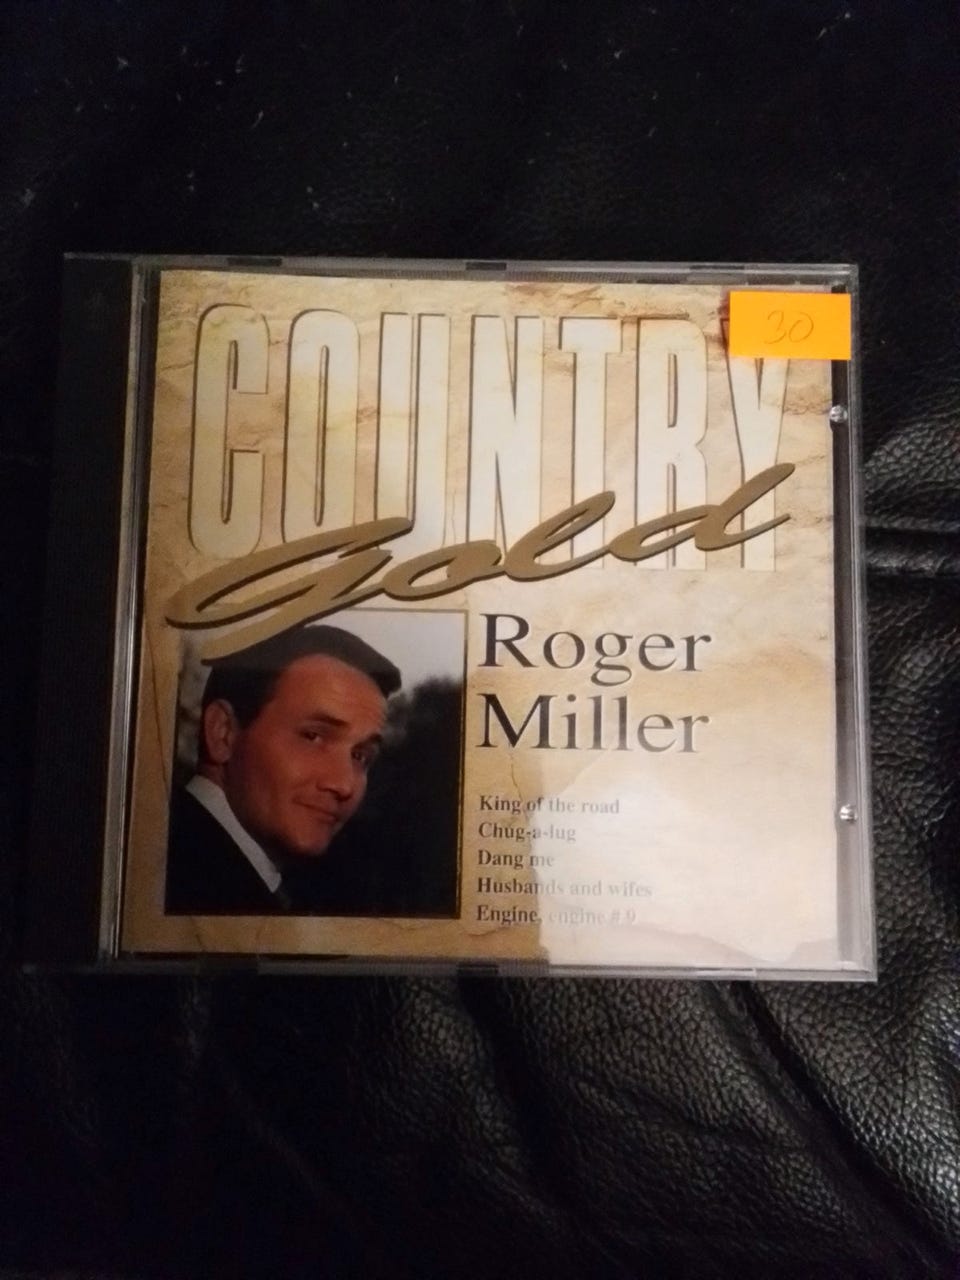 30
COUNTRY
Gold
Roger
Miller
King of the road
Chug-a-lug
Dang me
Husbands and wifes
Engine, engine # 9